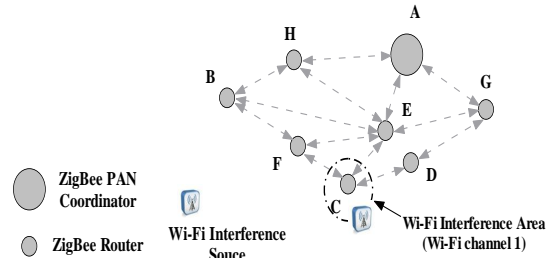 A
H
B
G
E
F
D
C
ZigBee PAN
Coordinator
ZigBee Router
Wi-Fi Interference
Souce
Wi-Fi Interference Area
(Wi-Fi channel 1)